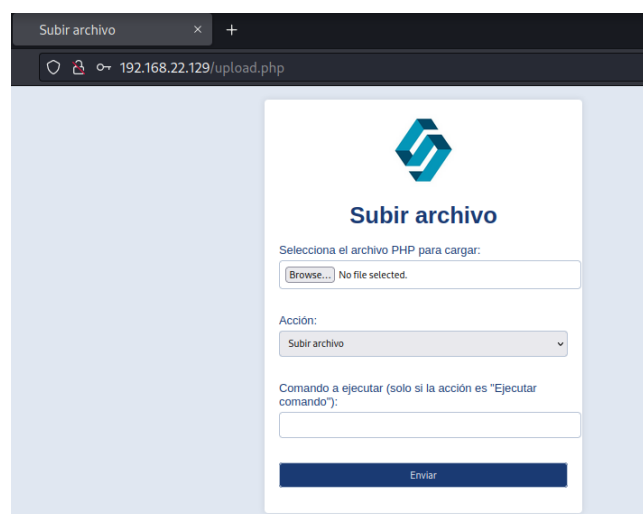 Subir archivo
192.168.22.129/upload.php
Subir archivo
Selecciona el archivo PHP para cargar:
Browse... No file selected.
Acción:
Subir archivo
Comando a ejecutar (solo si la acción es "Ejecutar
comando"):
Enviar